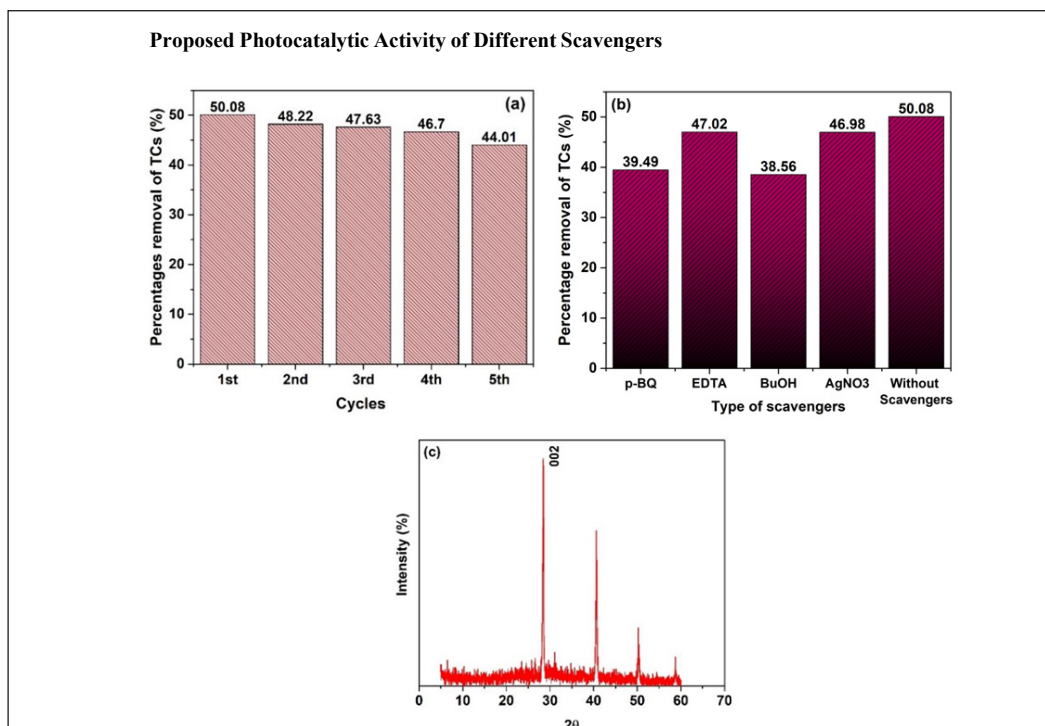 Proposed Photocatalytic Activity of Different Scavengers
(a)
Percentages removal of TCs (%)
50
40
30
20
10
0
50.08
48.22
47.63
46.7
44.01
1st
2nd
3rd
4th
5th
Cycles
(b)
Percentage removal of TCs (%)
50
40
30
20
10
0
39.49
47.02
38.56
46.98
50.08
p-BQ
EDTA
BuOH
AgNO3
Without
Scavengers
Type of scavengers
(c)
002
Intensity (%)
0
10
20
30
40
50
60
70
2θ